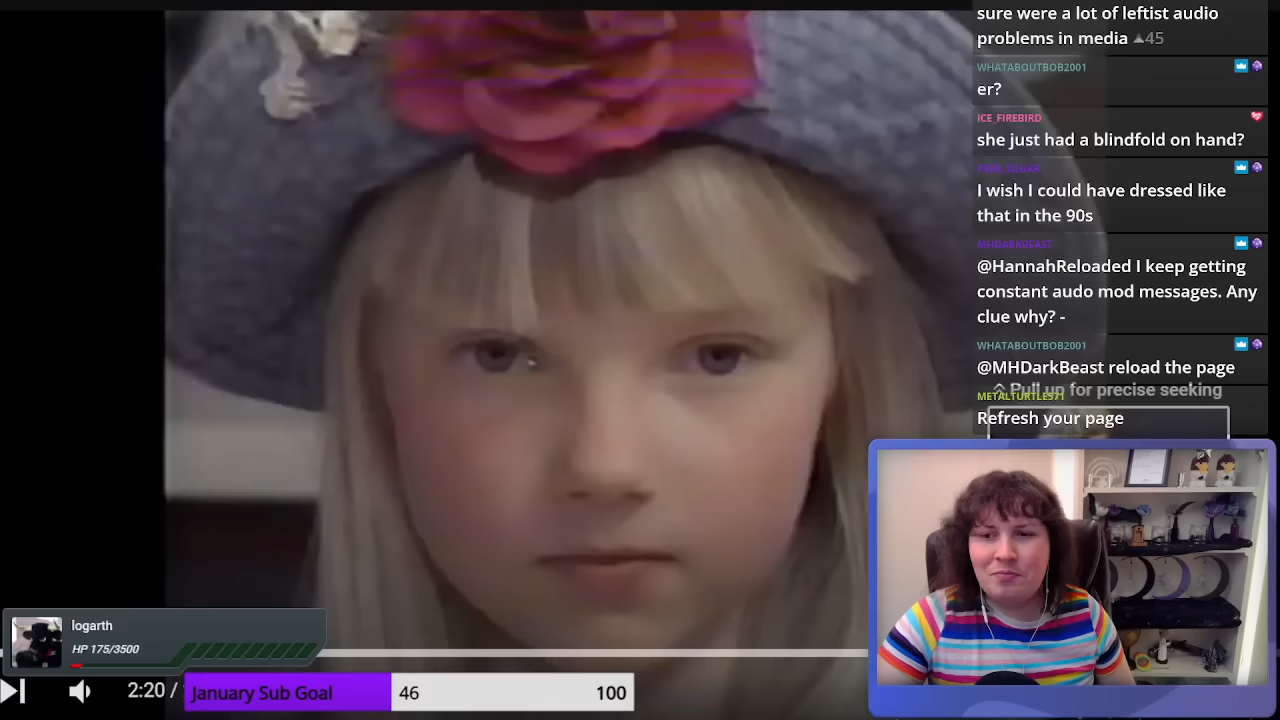 sure were a lot of leftist audio
problems in media 45
WHATABOUTBOB2001
er?
ICE_FIREBIRD
she just had a blindfold on hand?
I wish I could have dressed like
that in the 90s
MHDARKBEAST
@HannahReloaded I keep getting
constant audo mod messages. Any
clue why? -
WHATABOUTBOB2001
@MHDarkBeast reload the page
Pull up for precise seeking
METALTURTLE571
Refresh your page
logarth
HP 175/3500
2:20 /
January Sub Goal
46
100